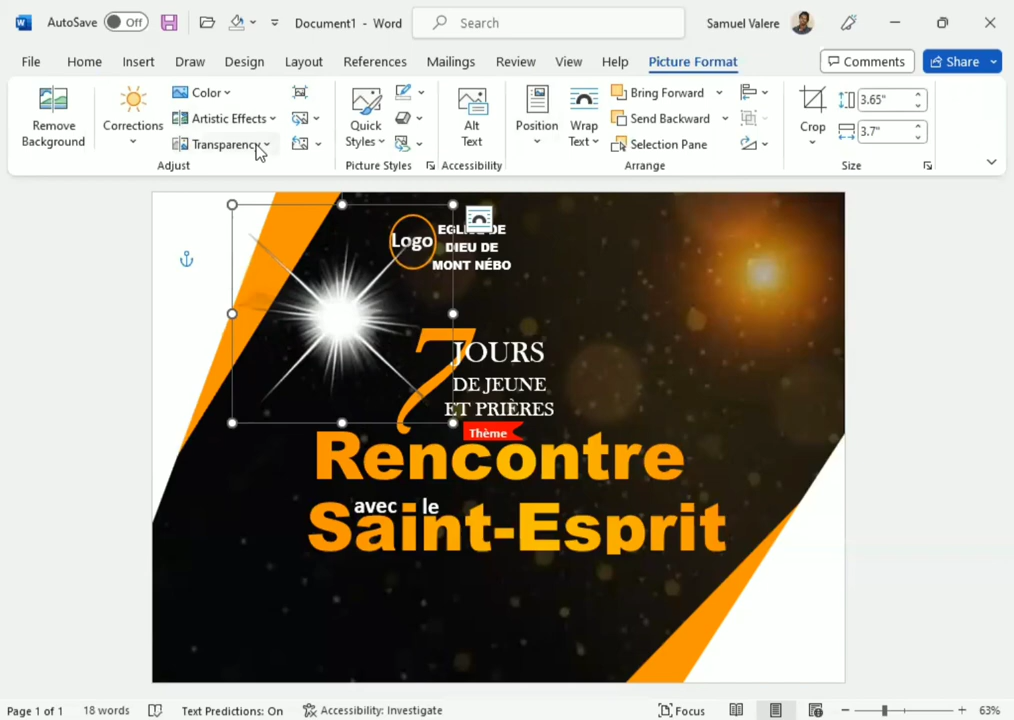 AutoSave Off Document1 - Word Search Samuel Valere
File Home Insert Draw Design Layout References Mailings Review View Help Picture Format Comments Share
Remove Background
Corrections
Color
Artistic Effects
Transparency
Adjust
Quick Styles
Picture Styles
Alt Text
Accessibility
Position
Wrap Text
Bring Forward
Send Backward
Selection Pane
Arrange
Crop
3.65"
3.7"
Size
Logo
EGLISE DE
DIEU DE
MONT NÉBO
7
JOURS
DE JEUNE
ET PRIÈRES
Thème
Rencontre
avec le
Saint-Esprit
Page 1 of 1 18 words Text Predictions: On Accessibility: Investigate Focus 63%